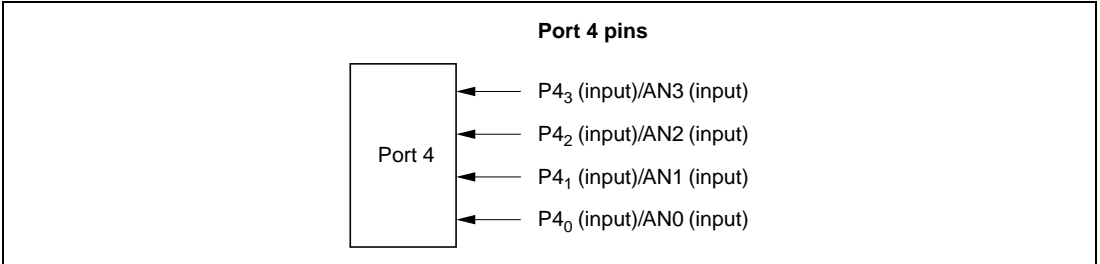 Port 4 pins
P4₃ (input)/AN3 (input)
P4₂ (input)/AN2 (input)
Port 4
P4₁ (input)/AN1 (input)
P4₀ (input)/AN0 (input)